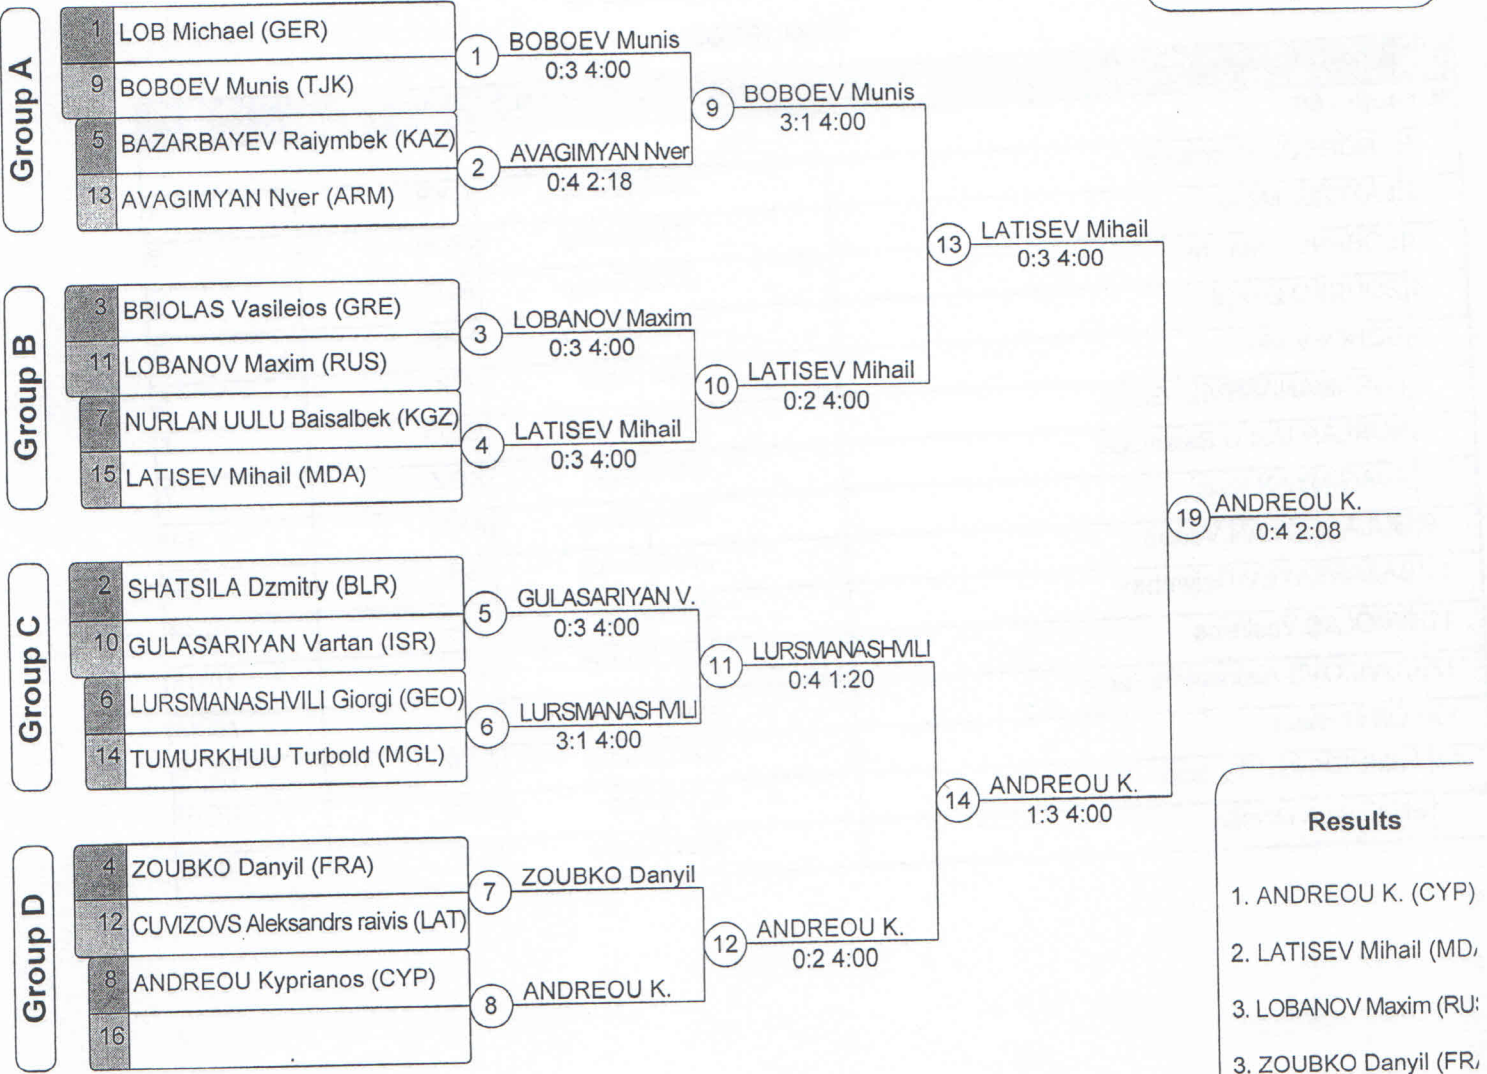 Group A
1 LOB Michael (GER)
9 BOBOEV Munis (TJK)
5 BAZARBAYEV Raiymbek (KAZ)
13 AVAGIMYAN Nver (ARM)
1 BOBOEV Munis
0:3 4:00
2 AVAGIMYAN Nver
0:4 2:18
9 BOBOEV Munis
3:1 4:00
Group B
3 BRIOLAS Vasileios (GRE)
11 LOBANOV Maxim (RUS)
7 NURLAN UULU Baisalbek (KGZ)
15 LATISEV Mihail (MDA)
3 LOBANOV Maxim
0:3 4:00
4 LATISEV Mihail
0:3 4:00
10 LATISEV Mihail
0:2 4:00
13 LATISEV Mihail
0:3 4:00
Group C
2 SHATSILA Dzmitry (BLR)
10 GULASARIYAN Vartan (ISR)
6 LURSMANASHVILI Giorgi (GEO)
14 TUMURKHUU Turbold (MGL)
5 GULASARIYAN V.
0:3 4:00
6 LURSMANASHVILI
3:1 4:00
11 LURSMANASHVILI
0:4 1:20
Group D
4 ZOUBKO Danyil (FRA)
12 CUVIZOVS Aleksandrs raivis (LAT)
8 ANDREOU Kyprianos (CYP)
16
7 ZOUBKO Danyil
8 ANDREOU K.
12 ANDREOU K.
0:2 4:00
14 ANDREOU K.
1:3 4:00
19 ANDREOU K.
0:4 2:08
Results
1. ANDREOU K. (CYP)
2. LATISEV Mihail (MD
3. LOBANOV Maxim (RU
3. ZOUBKO Danyil (FR